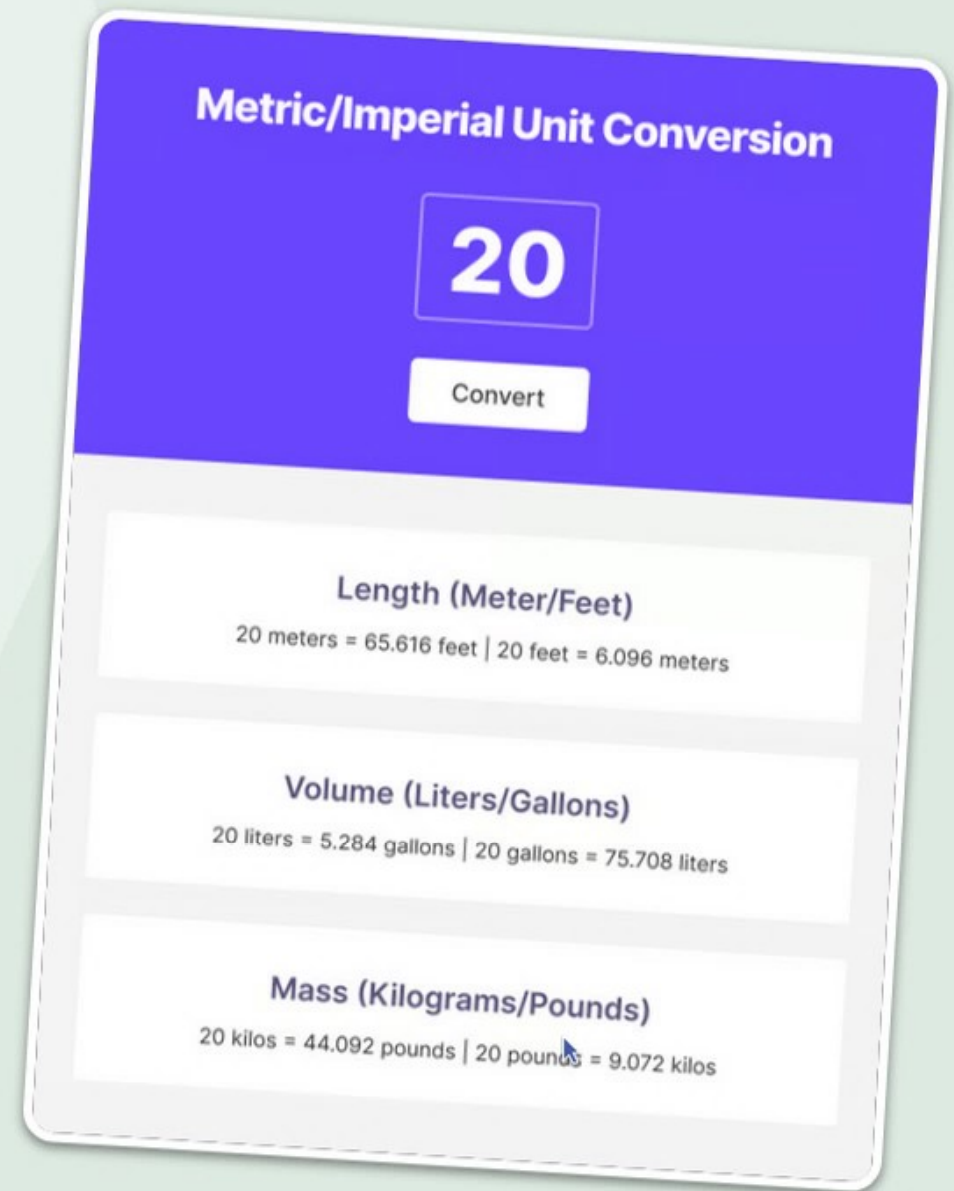 Metric/Imperial Unit Conversion
20
Convert
Length (Meter/Feet)
20 meters = 65.616 feet | 20 feet = 6.096 meters
Volume (Liters/Gallons)
20 liters = 5.284 gallons | 20 gallons = 75.708 liters
Mass (Kilograms/Pounds)
20 kilos = 44.092 pounds | 20 pounds = 9.072 kilos